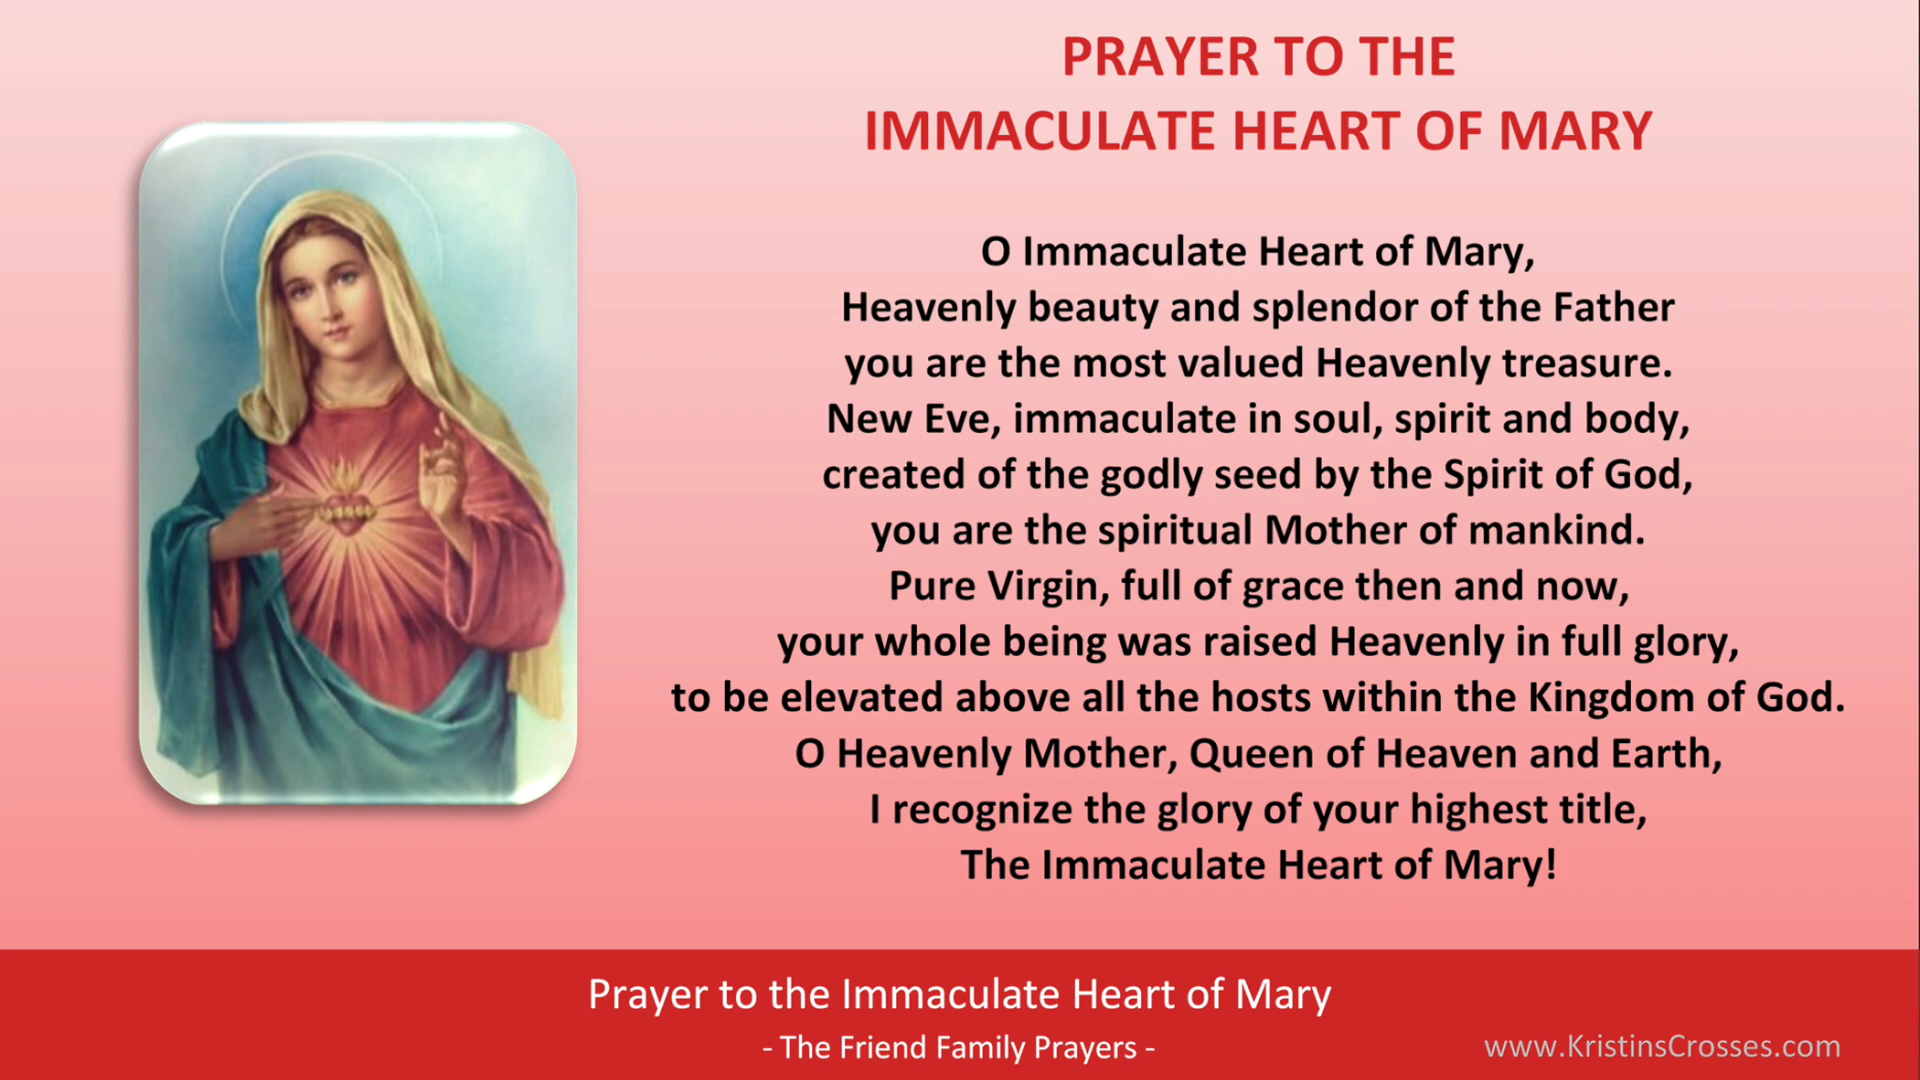 PRAYER TO THE
IMMACULATE HEART OF MARY
O Immaculate Heart of Mary,
Heavenly beauty and splendor of the Father
you are the most valued Heavenly treasure.
New Eve, immaculate in soul, spirit and body,
created of the godly seed by the Spirit of God,
you are the spiritual Mother of mankind.
Pure Virgin, full of grace then and now,
your whole being was raised Heavenly in full glory,
to be elevated above all the hosts within the Kingdom of God.
O Heavenly Mother, Queen of Heaven and Earth,
I recognize the glory of your highest title,
The Immaculate Heart of Mary!
Prayer to the Immaculate Heart of Mary
- The Friend Family Prayers -
www.KristinsCrosses.com